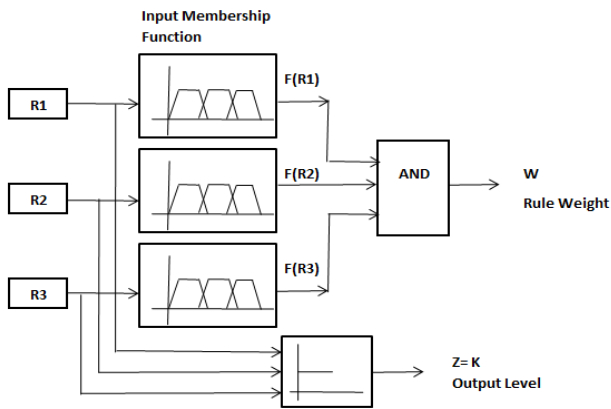 Input Membership
Function
R1
F(R1)
AND
W
Rule Weight
R2
F(R2)
R3
F(R3)
Z= K
Output Level